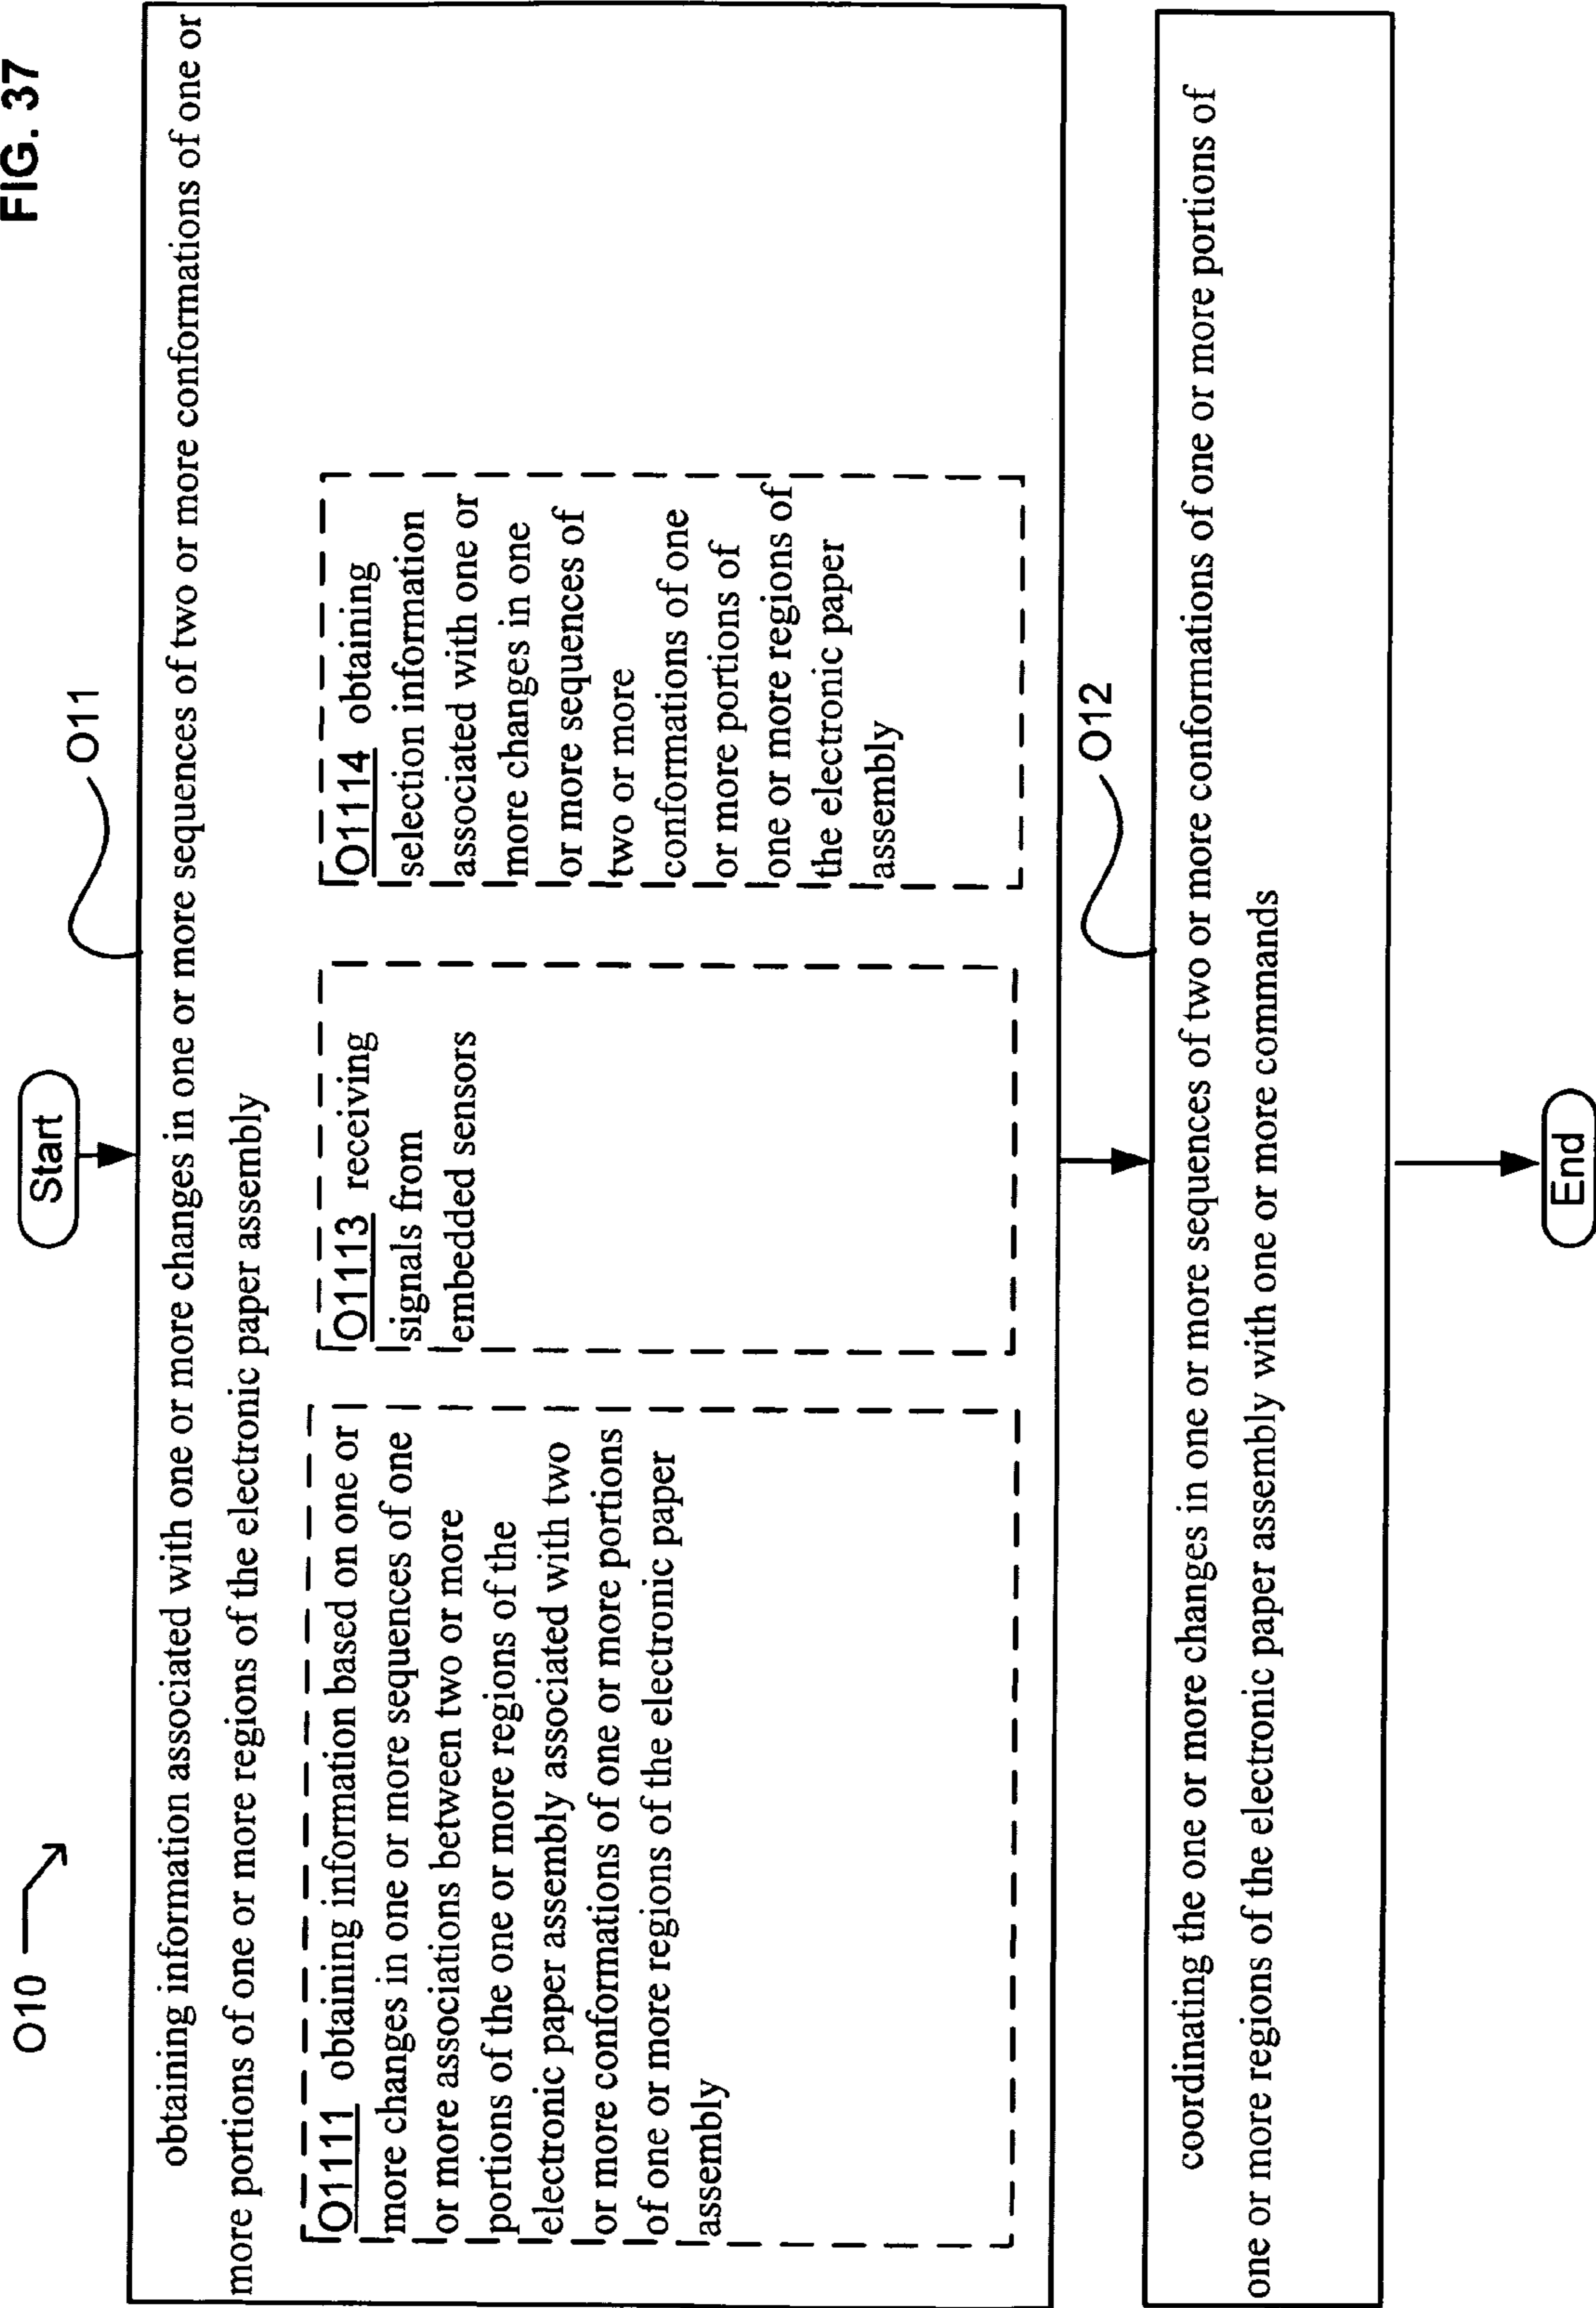 FIG. 37
O10
Start
O11
obtaining information associated with one or more changes in one or more sequences of two or more conformations of one or
more portions of one or more regions of the electronic paper assembly
O1111 obtaining information based on one or
more changes in one or more sequences of one
or more associations between two or more
portions of the one or more regions of the
electronic paper assembly associated with two
or more conformations of one or more portions
of one or more regions of the electronic paper
assembly
O1113 receiving
signals from
embedded sensors
O1114 obtaining
selection information
associated with one or
more changes in one
or more sequences of
two or more
conformations of one
or more portions of
one or more regions of
the electronic paper
assembly
O12
coordinating the one or more changes in one or more sequences of two or more conformations of one or more portions of
one or more regions of the electronic paper assembly with one or more commands
End